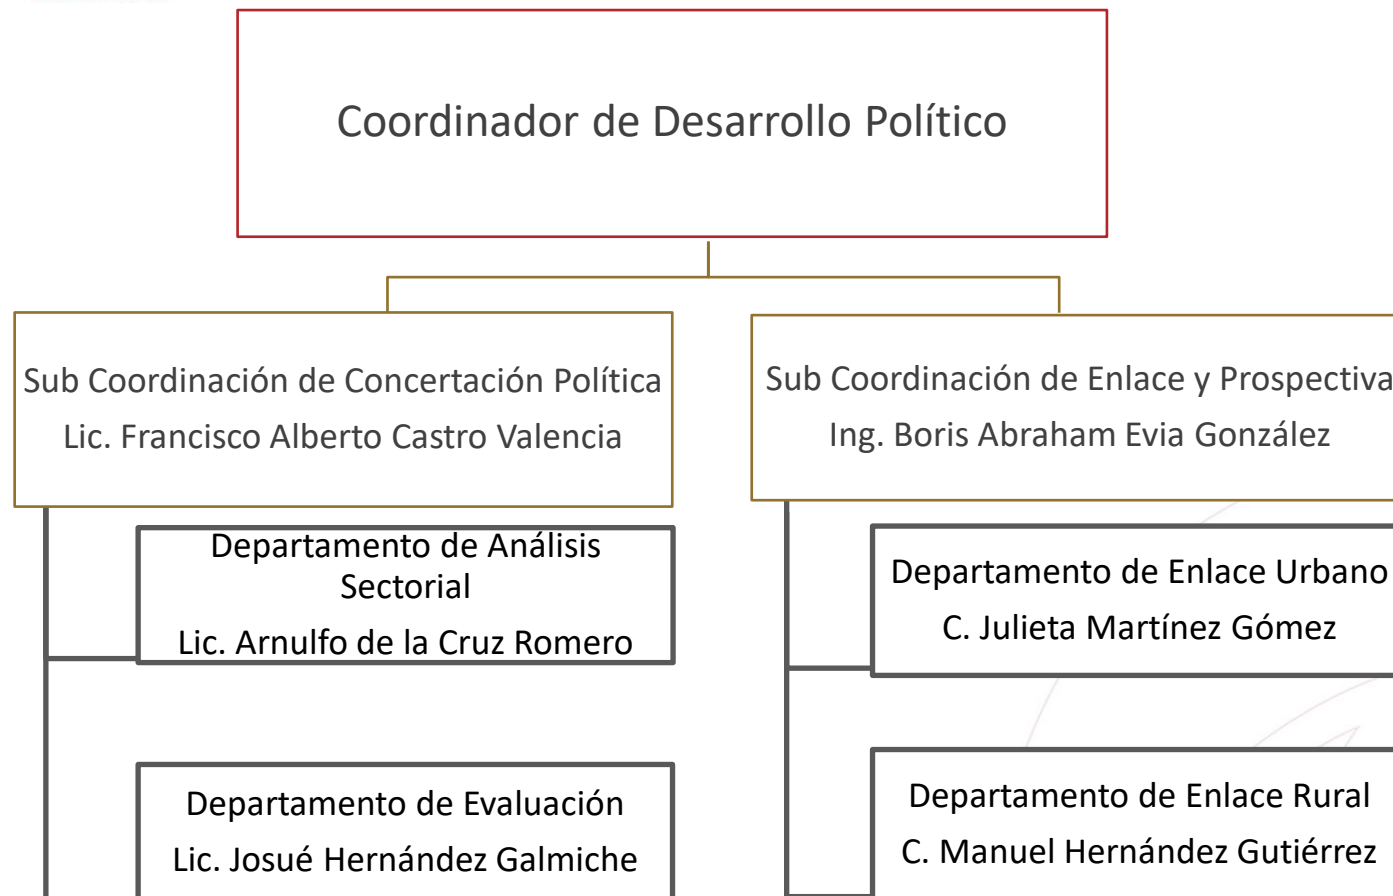 Coordinador de Desarrollo Político
Sub Coordinación de Concertación Política
Lic. Francisco Alberto Castro Valencia
Sub Coordinación de Enlace y Prospectiva
Ing. Boris Abraham Evia González
Departamento de Análisis
Sectorial
Lic. Arnulfo de la Cruz Romero
Departamento de Enlace Urbano
C. Julieta Martínez Gómez
Departamento de Evaluación
Lic. Josué Hernández Galmiche
Departamento de Enlace Rural
C. Manuel Hernández Gutiérrez